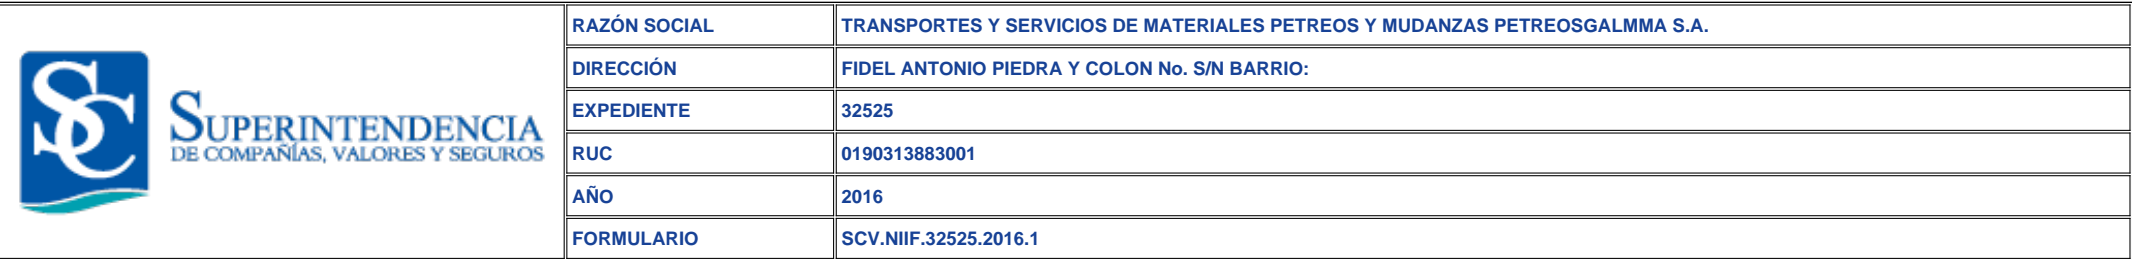 SC
SUPERINTENDENCIA
DE COMPAÑÍAS, VALORES Y SEGUROS
RAZÓN SOCIAL TRANSPORTES Y SERVICIOS DE MATERIALES PETREOS Y MUDANZAS PETREOSGALMMA S.A.
DIRECCIÓN FIDEL ANTONIO PIEDRA Y COLON No. S/N BARRIO:
EXPEDIENTE 32525
RUC 0190313883001
AÑO 2016
FORMULARIO SCV.NIIF.32525.2016.1